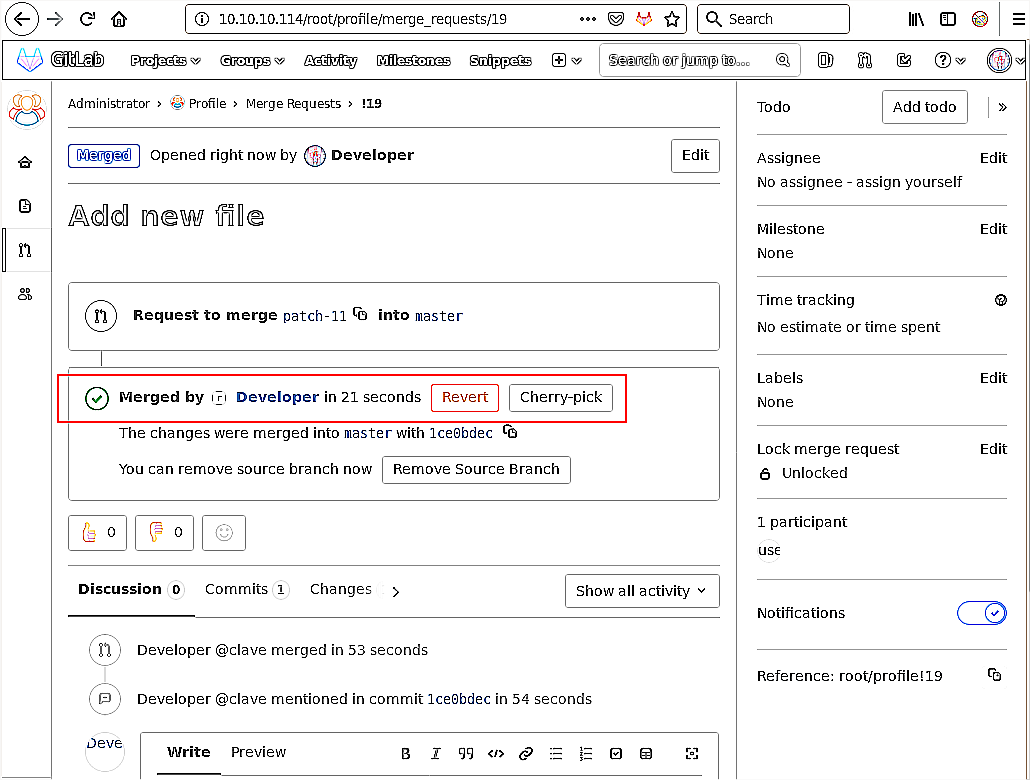 10.10.10.114/root/profile/merge_requests/19
Search
GitLab Projects Groups Activity Milestones Snippets Search or jump to...
Administrator › Profile › Merge Requests › !19
Merged Opened right now by Developer Edit
Add new file
Request to merge patch-11 into master
Merged by Developer in 21 seconds Revert Cherry-pick
The changes were merged into master with 1ce0bdec
You can remove source branch now Remove Source Branch
0 0
Discussion 0 Commits 1 Changes Show all activity
Developer @clave merged in 53 seconds
Developer @clave mentioned in commit 1ce0bdec in 54 seconds
Deve
Write Preview
Todo Add todo »
Assignee Edit
No assignee - assign yourself
Milestone Edit
None
Time tracking
No estimate or time spent
Labels Edit
None
Lock merge request Edit
Unlocked
1 participant
use
Notifications
Reference: root/profile!19